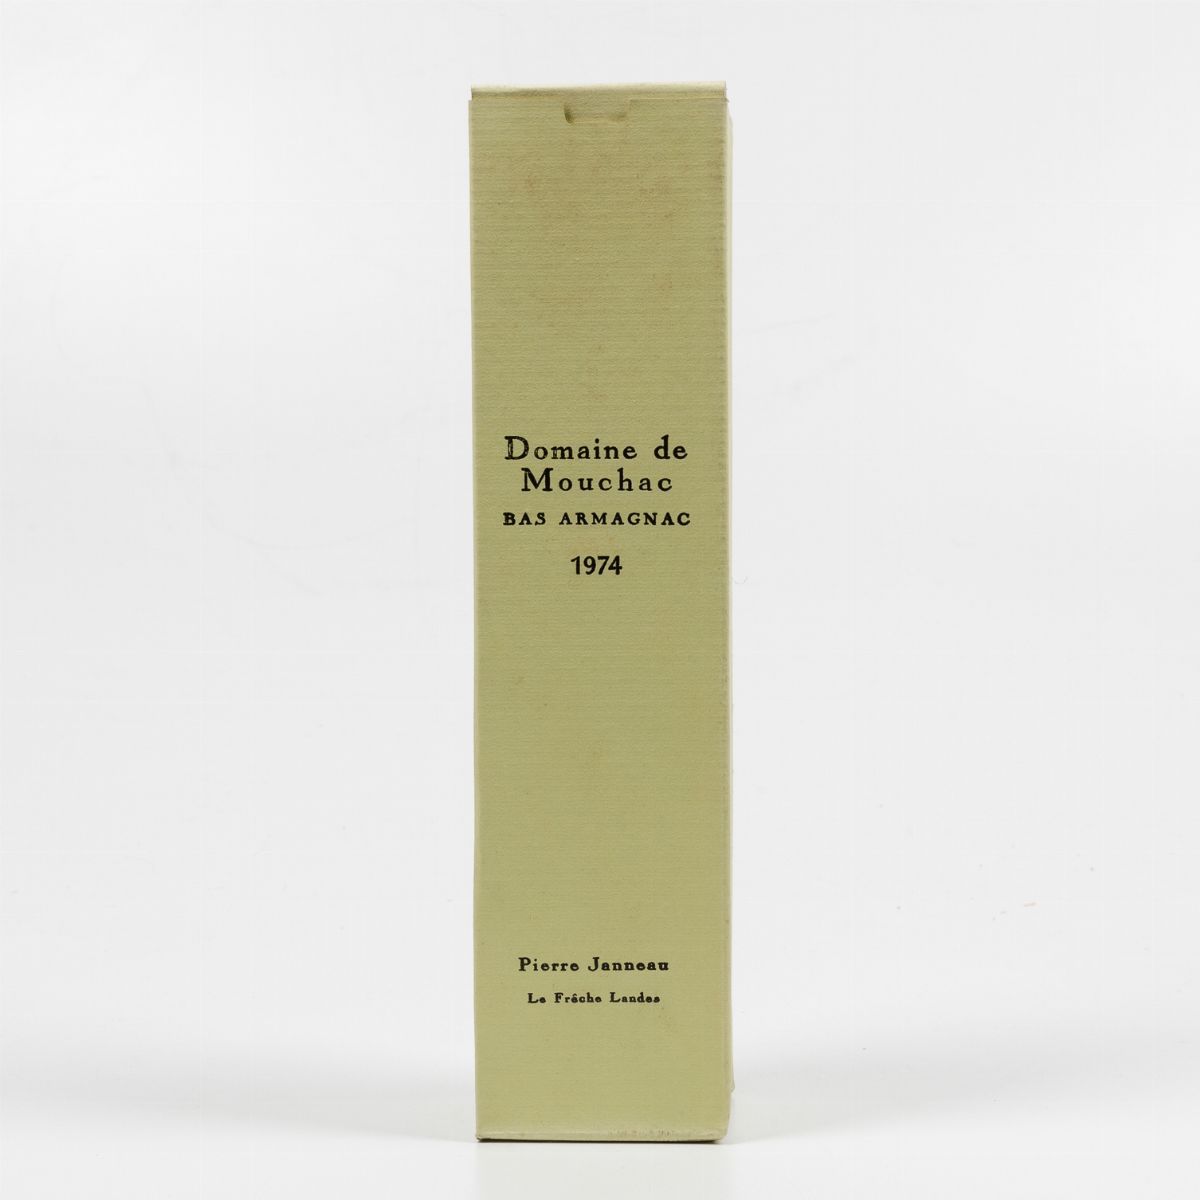 Domaine de
Mouchac
BAS ARMAGNAC
1974
Pierre Janneau
Le Frêche Landes